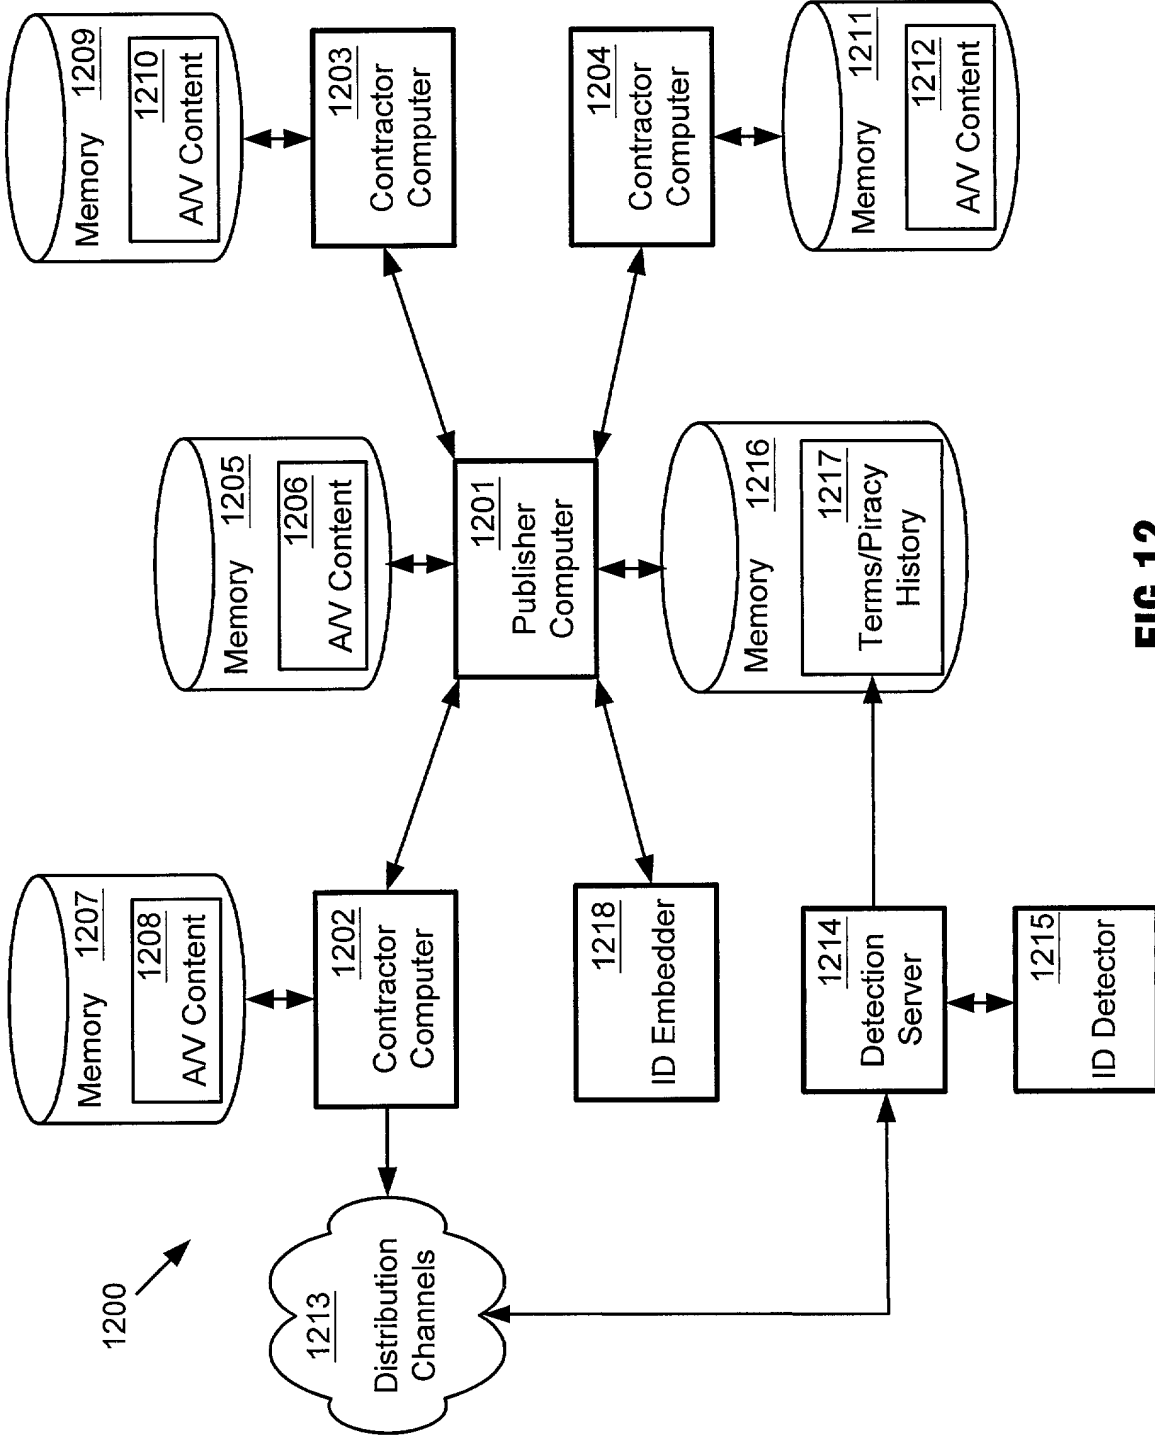 1200
Memory 1207
1208
A/V Content
1202
Contractor
Computer
1213
Distribution
Channels
Memory 1205
1206
A/V Content
1201
Publisher
Computer
Memory 1209
1210
A/V Content
1203
Contractor
Computer
1204
Contractor
Computer
Memory 1211
1212
A/V Content
1218
ID Embedder
Memory 1216
1217
Terms/Piracy
History
1214
Detection
Server
1215
ID Detector
FIG 12